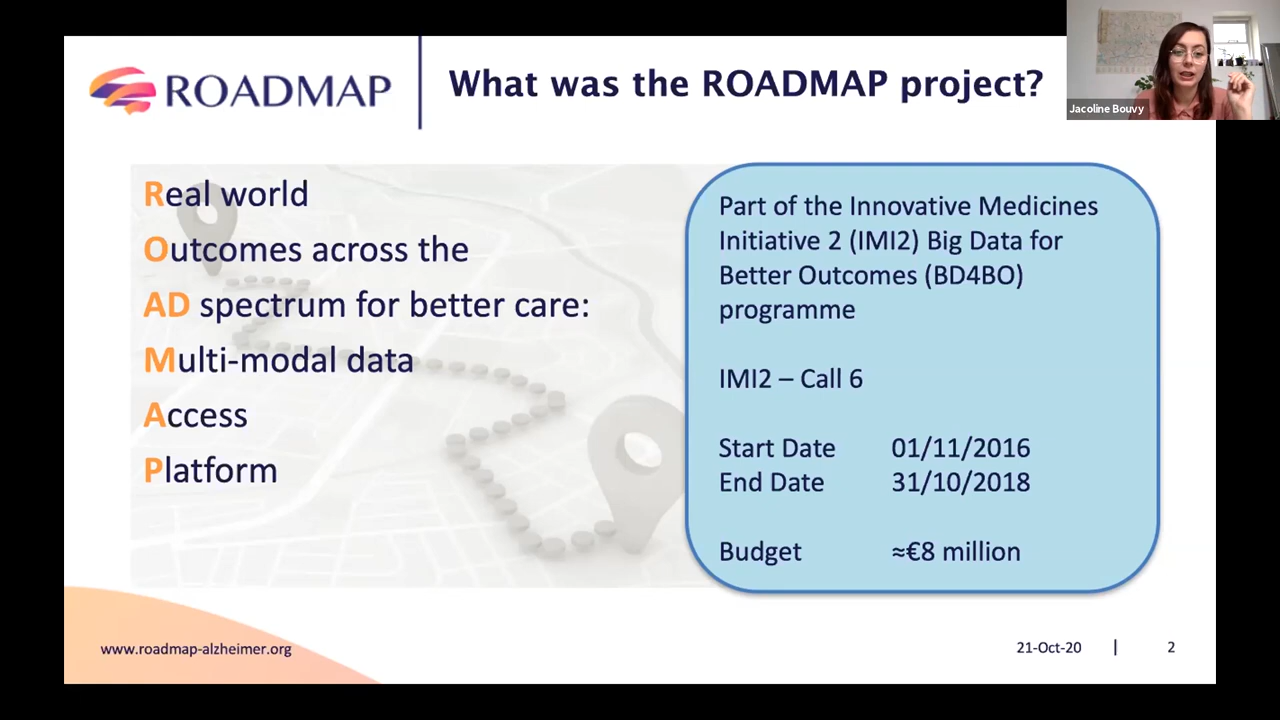 ROADMAP
What was the ROADMAP project?
Jacoline Bouvy
Real world
Outcomes across the
AD spectrum for better care:
Multi-modal data
Access
Platform
Part of the Innovative Medicines
Initiative 2 (IMI2) Big Data for
Better Outcomes (BD4BO)
programme
IMI2 – Call 6
Start Date 01/11/2016
End Date 31/10/2018
Budget ≈€8 million
www.roadmap-alzheimer.org
21-Oct-20 | 2